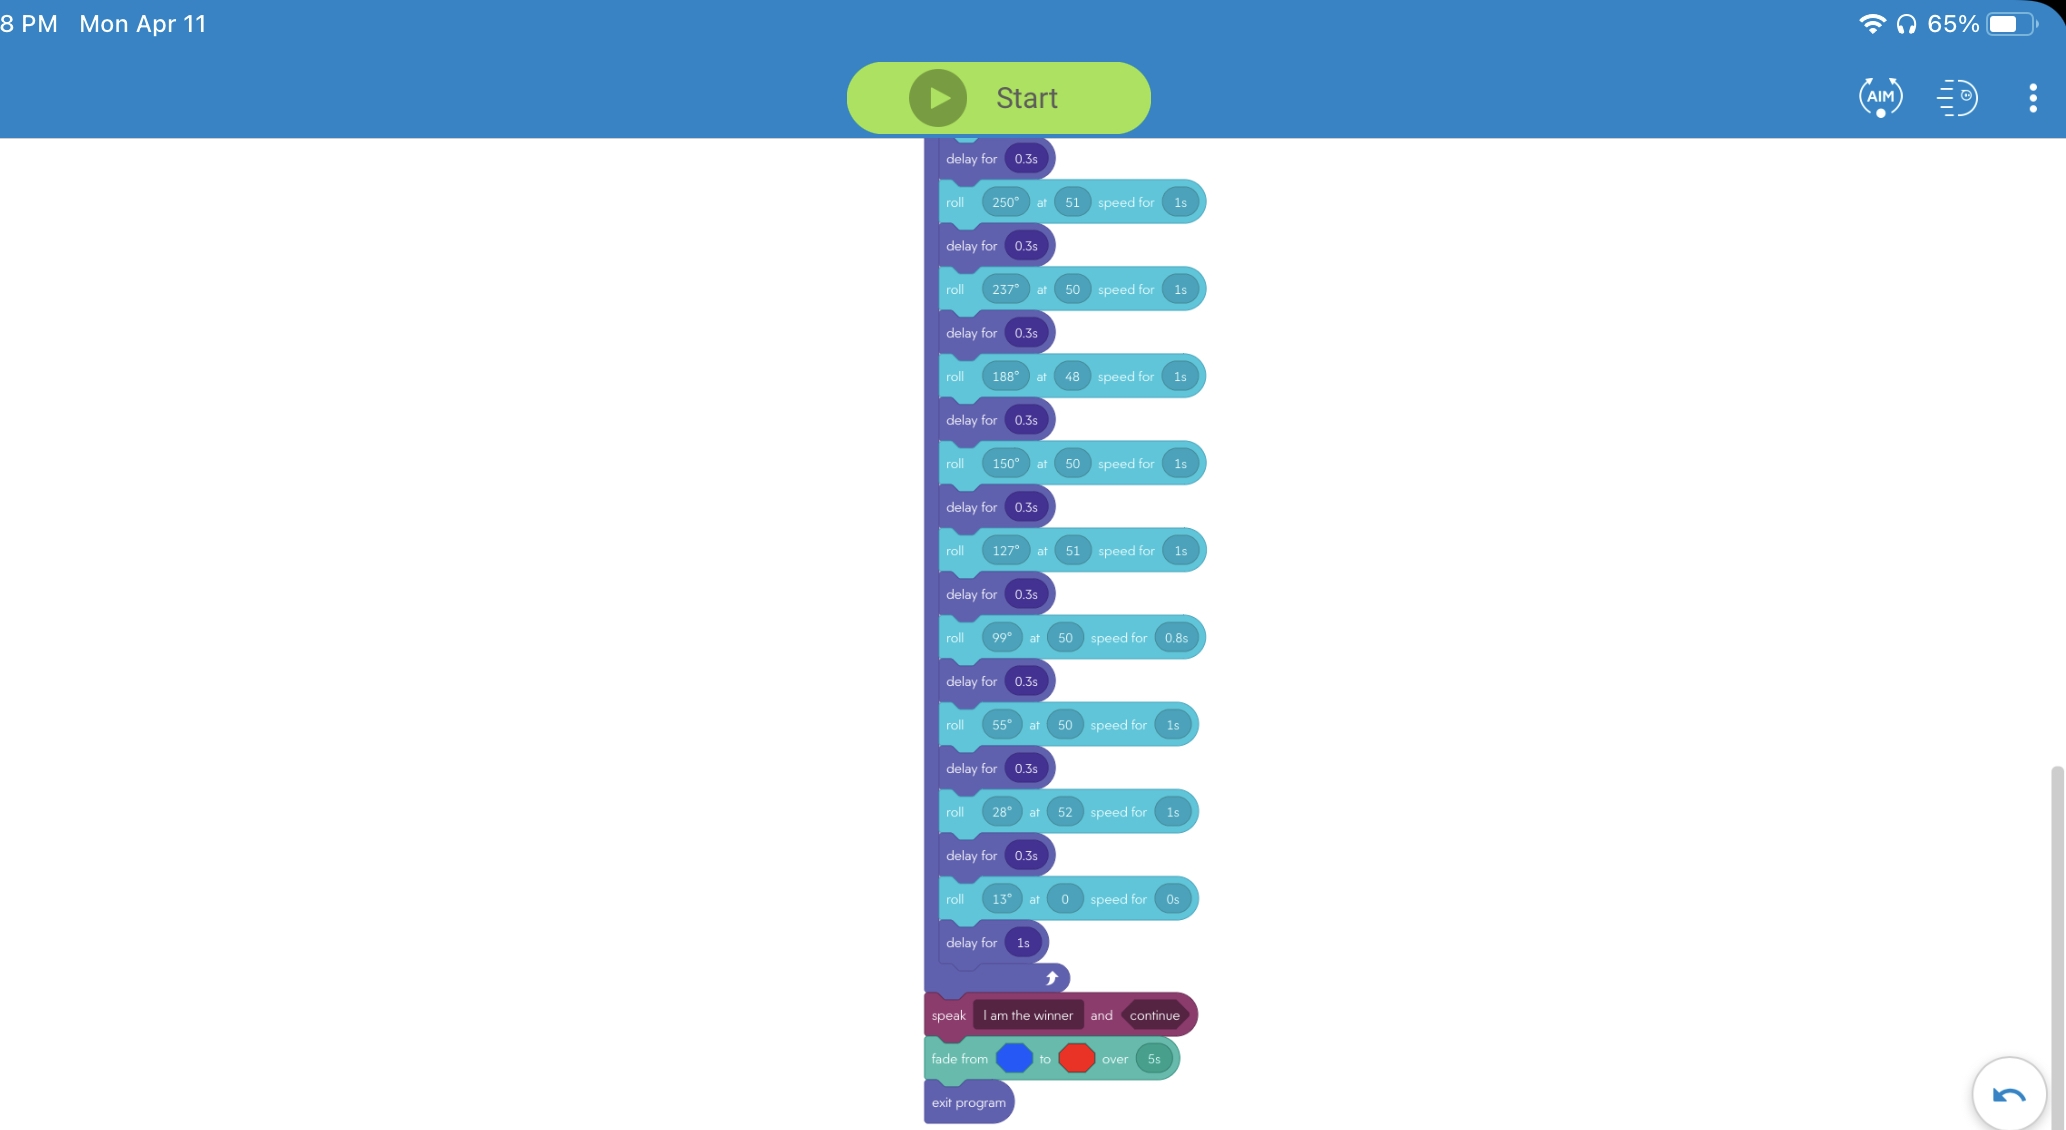 8 PM Mon Apr 11
65%
Start
AIM
delay for 0.3s
roll 250° at 51 speed for 1s
delay for 0.3s
roll 237° at 50 speed for 1s
delay for 0.3s
roll 188° at 48 speed for 1s
delay for 0.3s
roll 150° at 50 speed for 1s
delay for 0.3s
roll 127° at 51 speed for 1s
delay for 0.3s
roll 99° at 50 speed for 0.8s
delay for 0.3s
roll 55° at 50 speed for 1s
delay for 0.3s
roll 28° at 52 speed for 1s
delay for 0.3s
roll 13° at 0 speed for 0s
delay for 1s
speak I am the winner and continue
fade from to over 5s
exit program